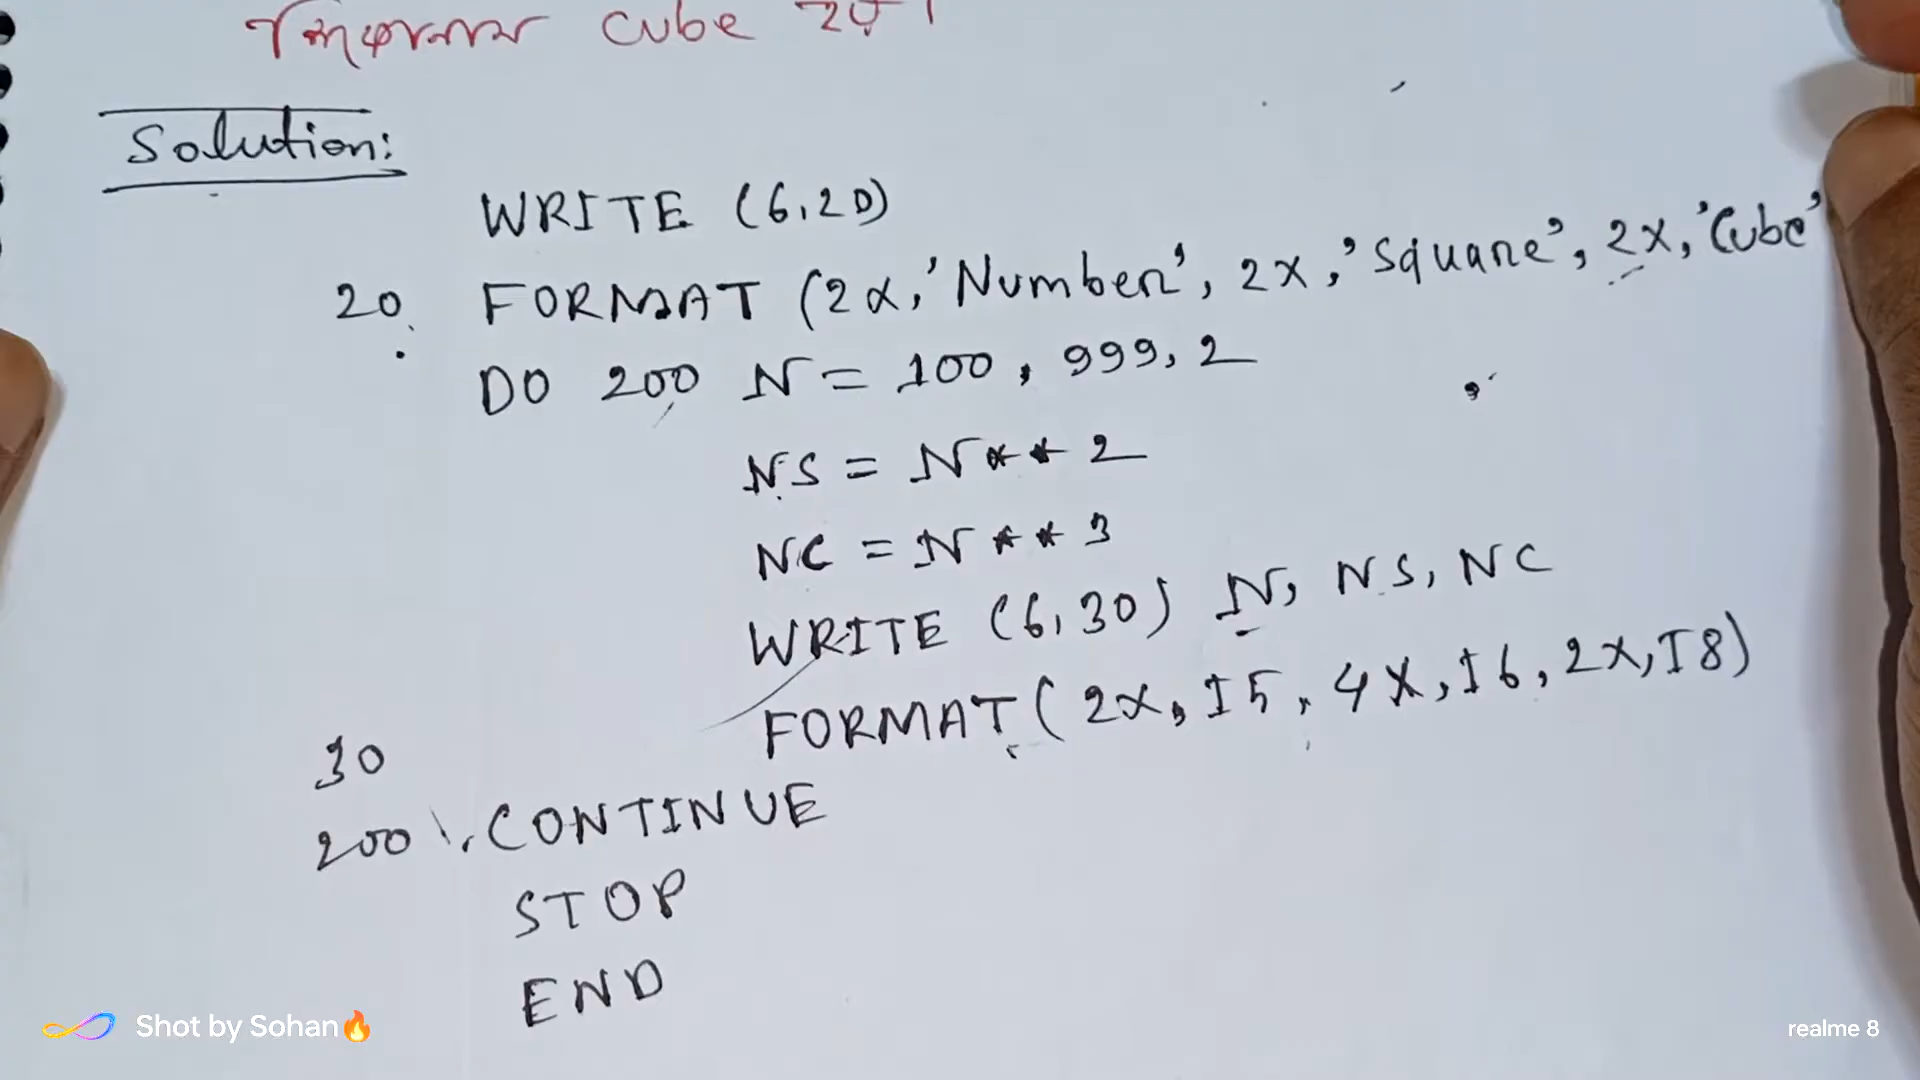 Cube
Solution:
WRITE (6,20)
20 FORMAT (2X, 'Number', 2X, 'Square', 2X, 'Cube'
DO 200 N = 100, 999, 2
NS = N ** 2
NC = N ** 3
WRITE (6,30) N, NS, NC
30 FORMAT (2X, I5, 4X, I6, 2X, I8)
200 CONTINUE
STOP
END
Shot by Sohan🔥
realme 8